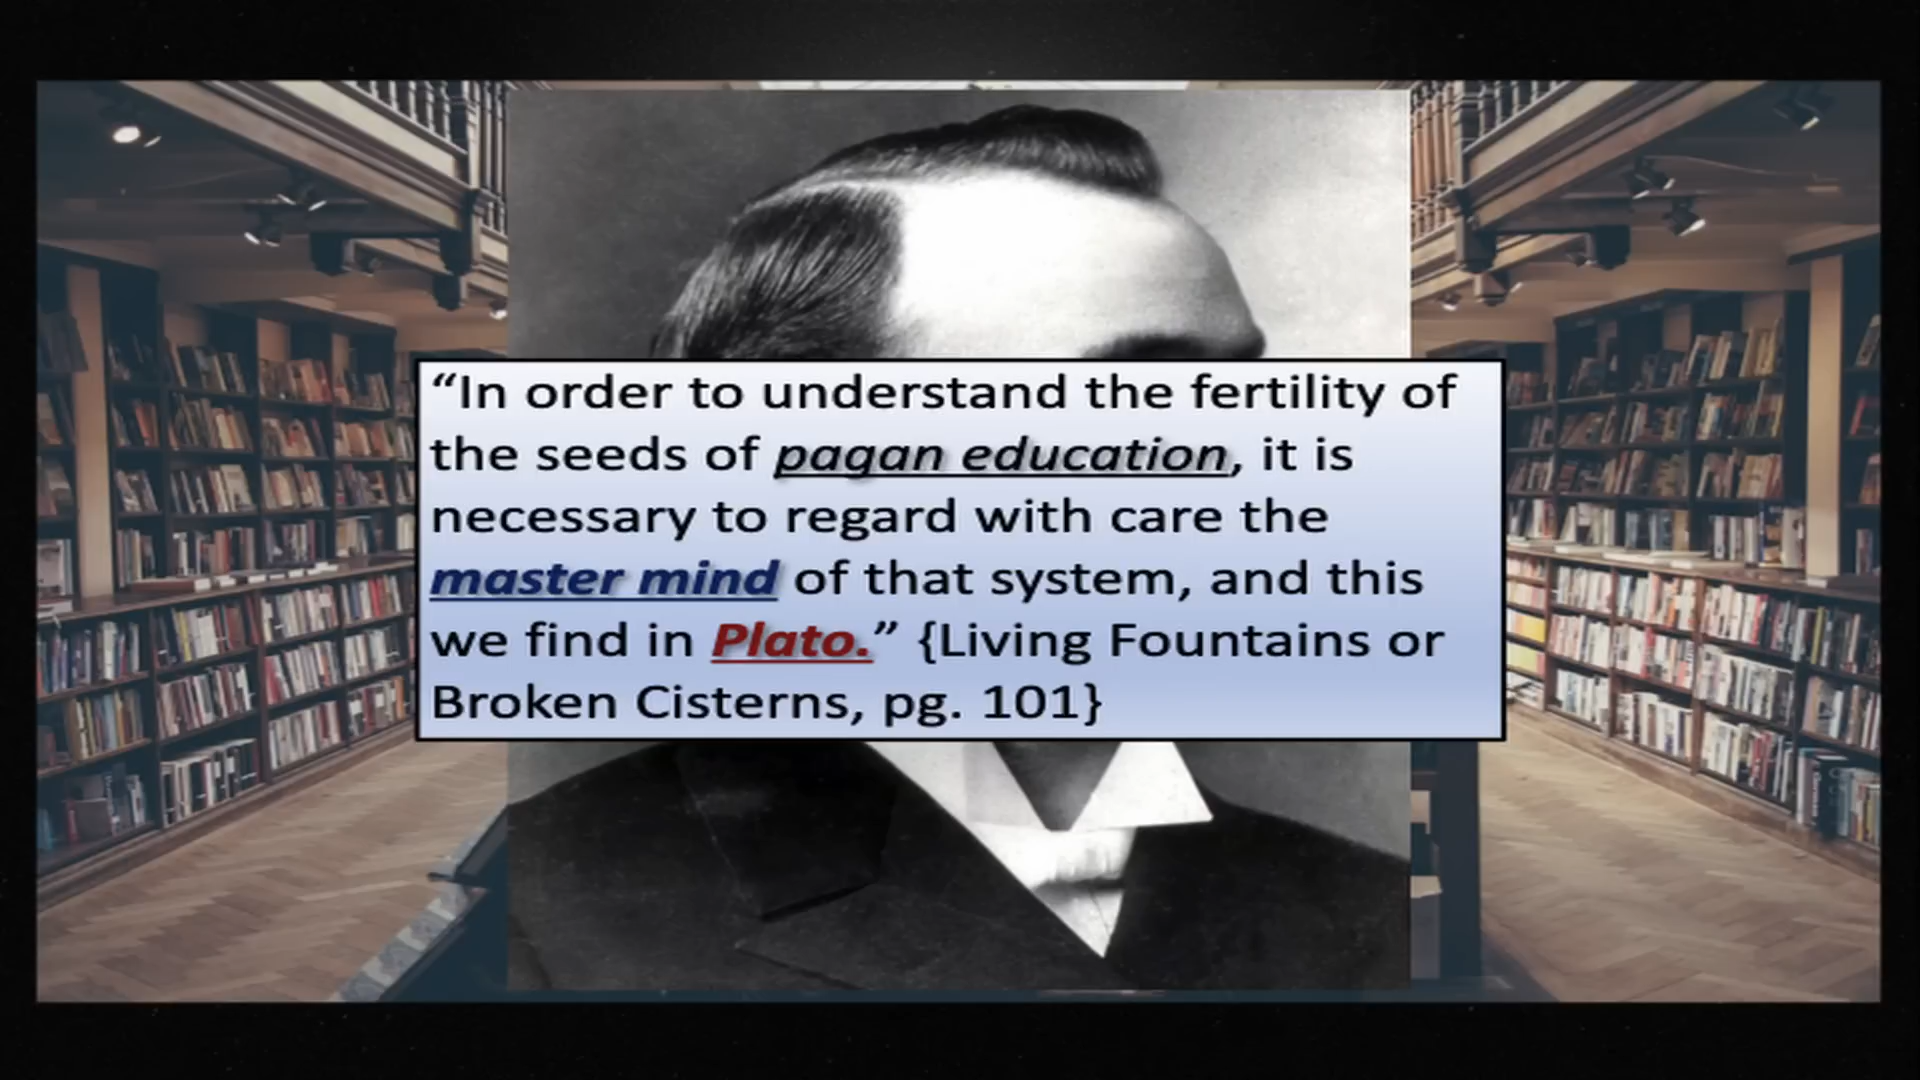 “In order to understand the fertility of
the seeds of pagan education, it is
necessary to regard with care the
master mind of that system, and this
we find in Plato.” {Living Fountains or
Broken Cisterns, pg. 101}